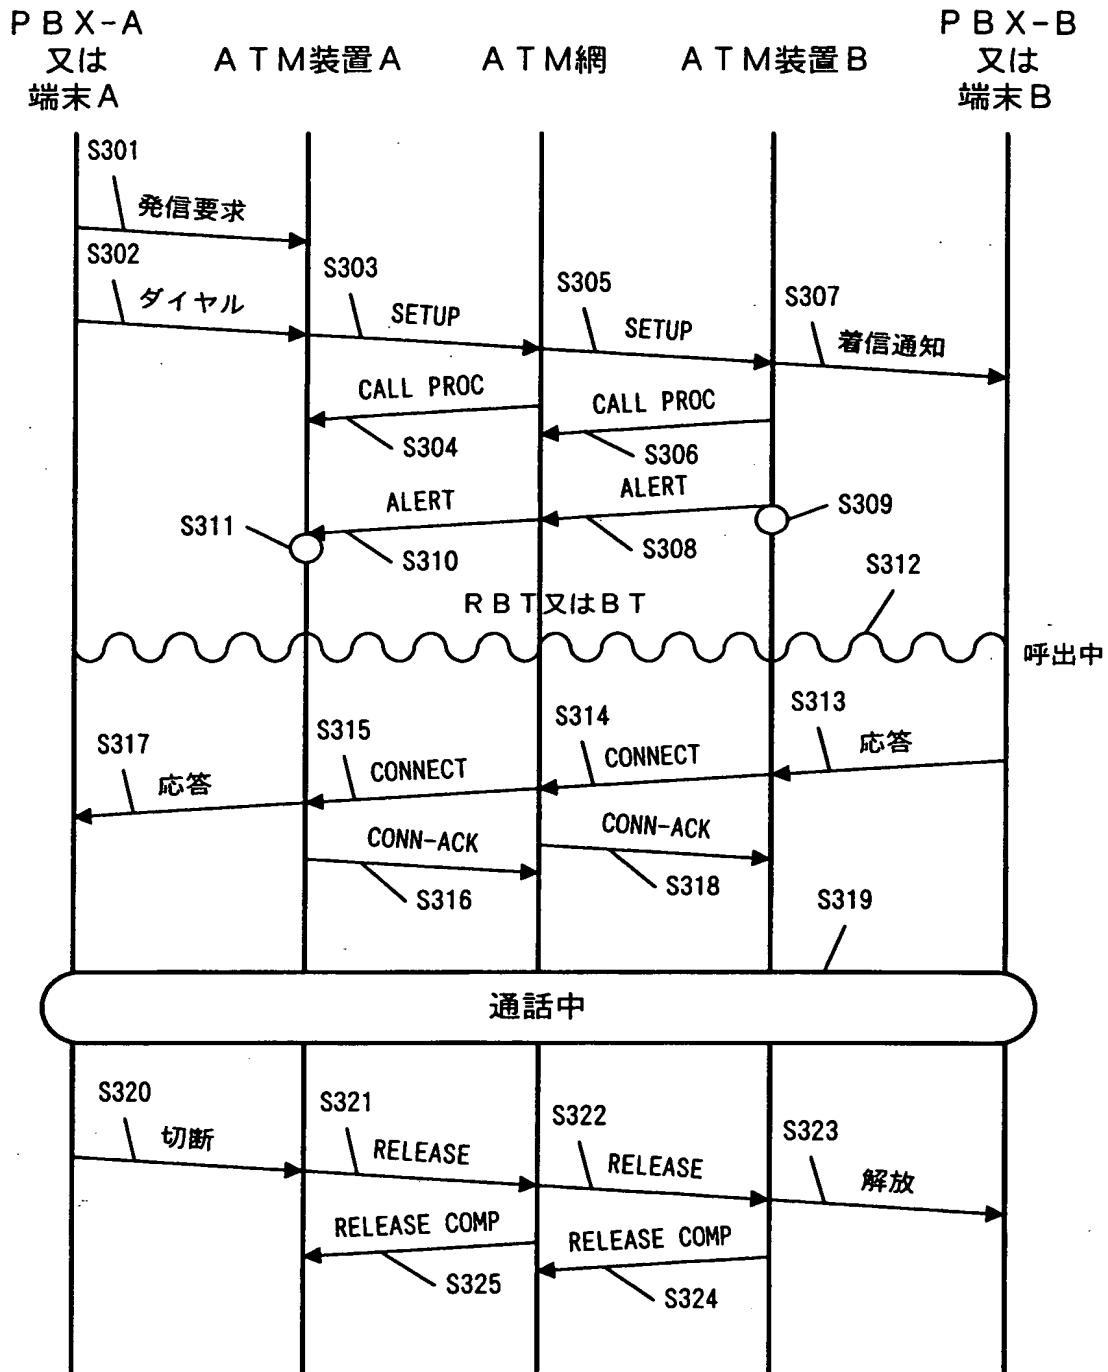 PBX-A
又は
端末A
ATM装置A
ATM網
ATM装置B
PBX-B
又は
端末B
S301
発信要求
S302
ダイヤル
S303
SETUP
S305
SETUP
S307
着信通知
CALL PROC
S304
CALL PROC
S306
ALERT
S310
ALERT
S308
S309
S311
S312
RBT又はBT
呼出中
S313
応答
S314
CONNECT
S315
CONNECT
S317
応答
CONN-ACK
S316
CONN-ACK
S318
S319
通話中
S320
切断
S321
RELEASE
S322
RELEASE
S323
解放
RELEASE COMP
S325
RELEASE COMP
S324